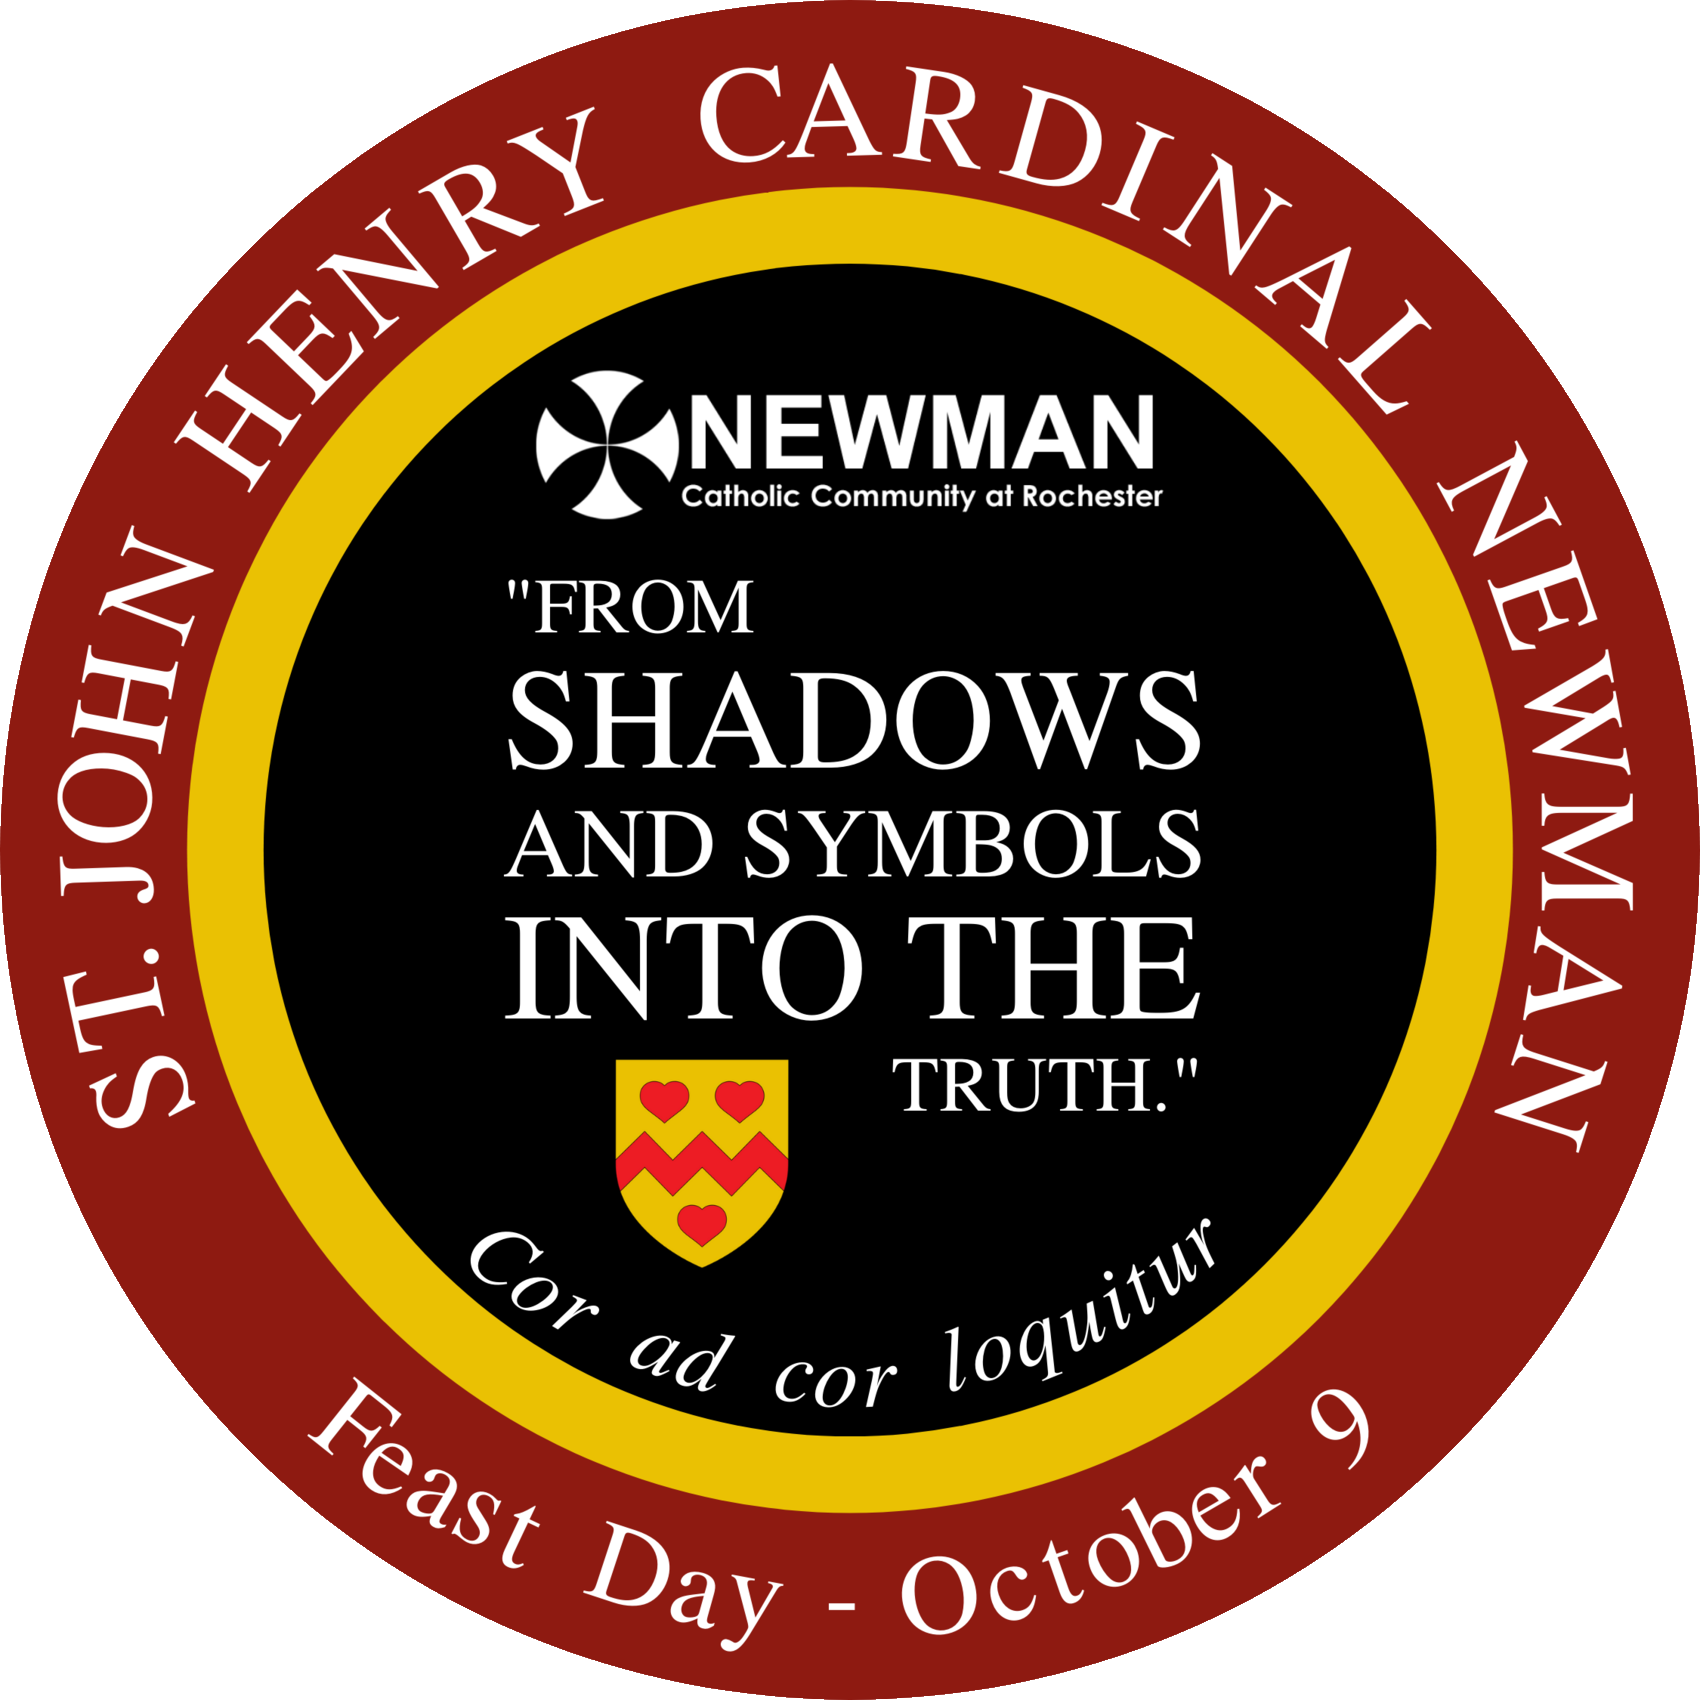 ST. JOHN HENRY CARDINAL NEWMAN
NEWMAN
Catholic Community at Rochester
"FROM
SHADOWS
AND SYMBOLS
INTO THE
TRUTH."
Cor ad cor loquitur
Feast Day - October 9